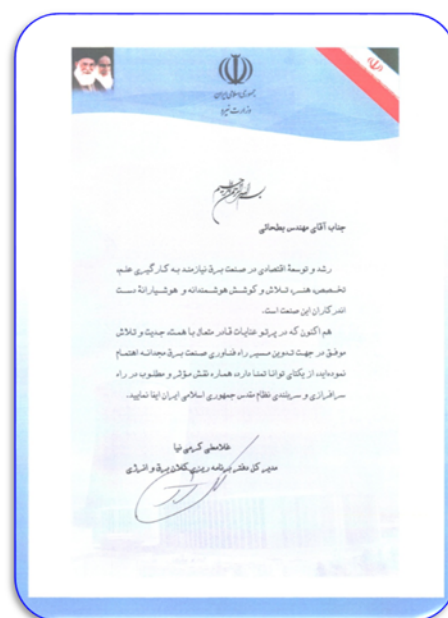 جمهوری اسلامی ایران
وزارت نیرو
بسم الله الرحمن الرحیم
جناب آقای مهندس بطحائی
رشد و توسعة اقتصادی در صنعت برق نیازمند به کارگیری علم،
تخصص، هنر، تلاش و کوشش هوشمندانه و هوشیارانة دست
اندرکاران این صنعت است.
هم اکنون که در پرتو عنایات قادر متعال با همت، جدیت و تلاش
موفق در جهت تدوین مسیر راه فناوری صنعت برق مجدانه اهتمام
نموده‌اید، از یکتای توانا تمنا دارد، هماره نقش مؤثر و مطلوب در راه
سرافرازی و سربلندی نظام مقدس جمهوری اسلامی ایران ایفا نمایید.
غلامعلی کرمی نیا
مدیر کل دفتر برنامه ریزی کلان برق و انرژی